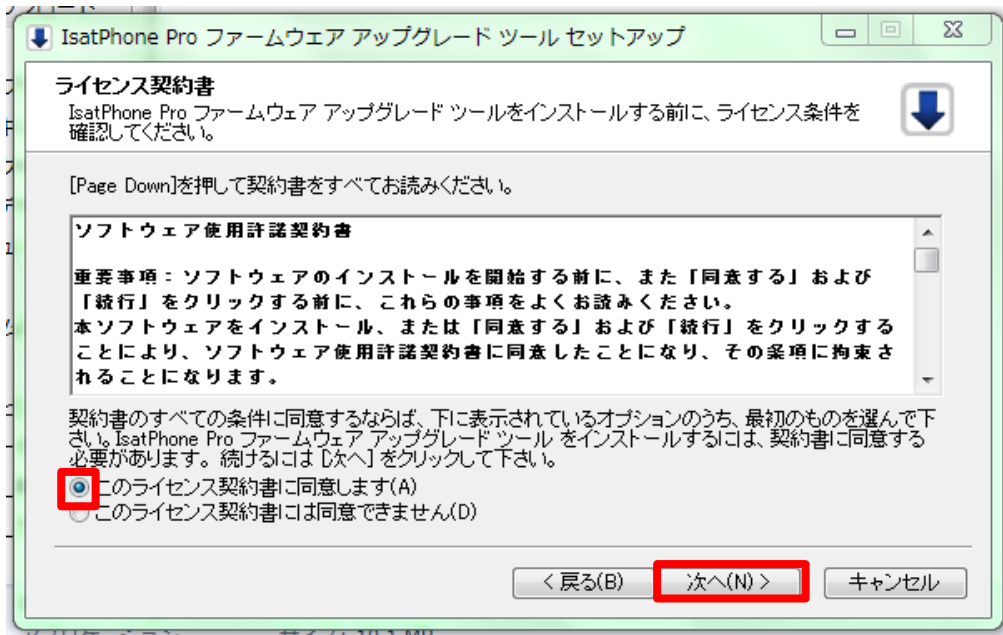 IsatPhone Pro ファームウェア アップグレード ツール セットアップ
ライセンス契約書
IsatPhone Pro ファームウェア アップグレード ツールをインストールする前に、ライセンス条件を
確認してください。
[Page Down]を押して契約書をすべてお読みください。
ソフトウェア使用許諾契約書
重要事項：ソフトウェアのインストールを開始する前に、また「同意する」および
「続行」をクリックする前に、これらの事項をよくお読みください。
本ソフトウェアをインストール、または「同意する」および「続行」をクリックする
ことにより、ソフトウェア使用許諾契約書に同意したことになり、その条項に拘束さ
れることになります。
契約書のすべての条件に同意するならば、下に表示されているオプションのうち、最初のものを選んで下
さい。IsatPhone Pro ファームウェア アップグレード ツール をインストールするには、契約書に同意する
必要があります。続けるには [次へ] をクリックして下さい。
このライセンス契約書に同意します(A)
このライセンス契約書には同意できません(D)
< 戻る(B) 次へ(N) > キャンセル